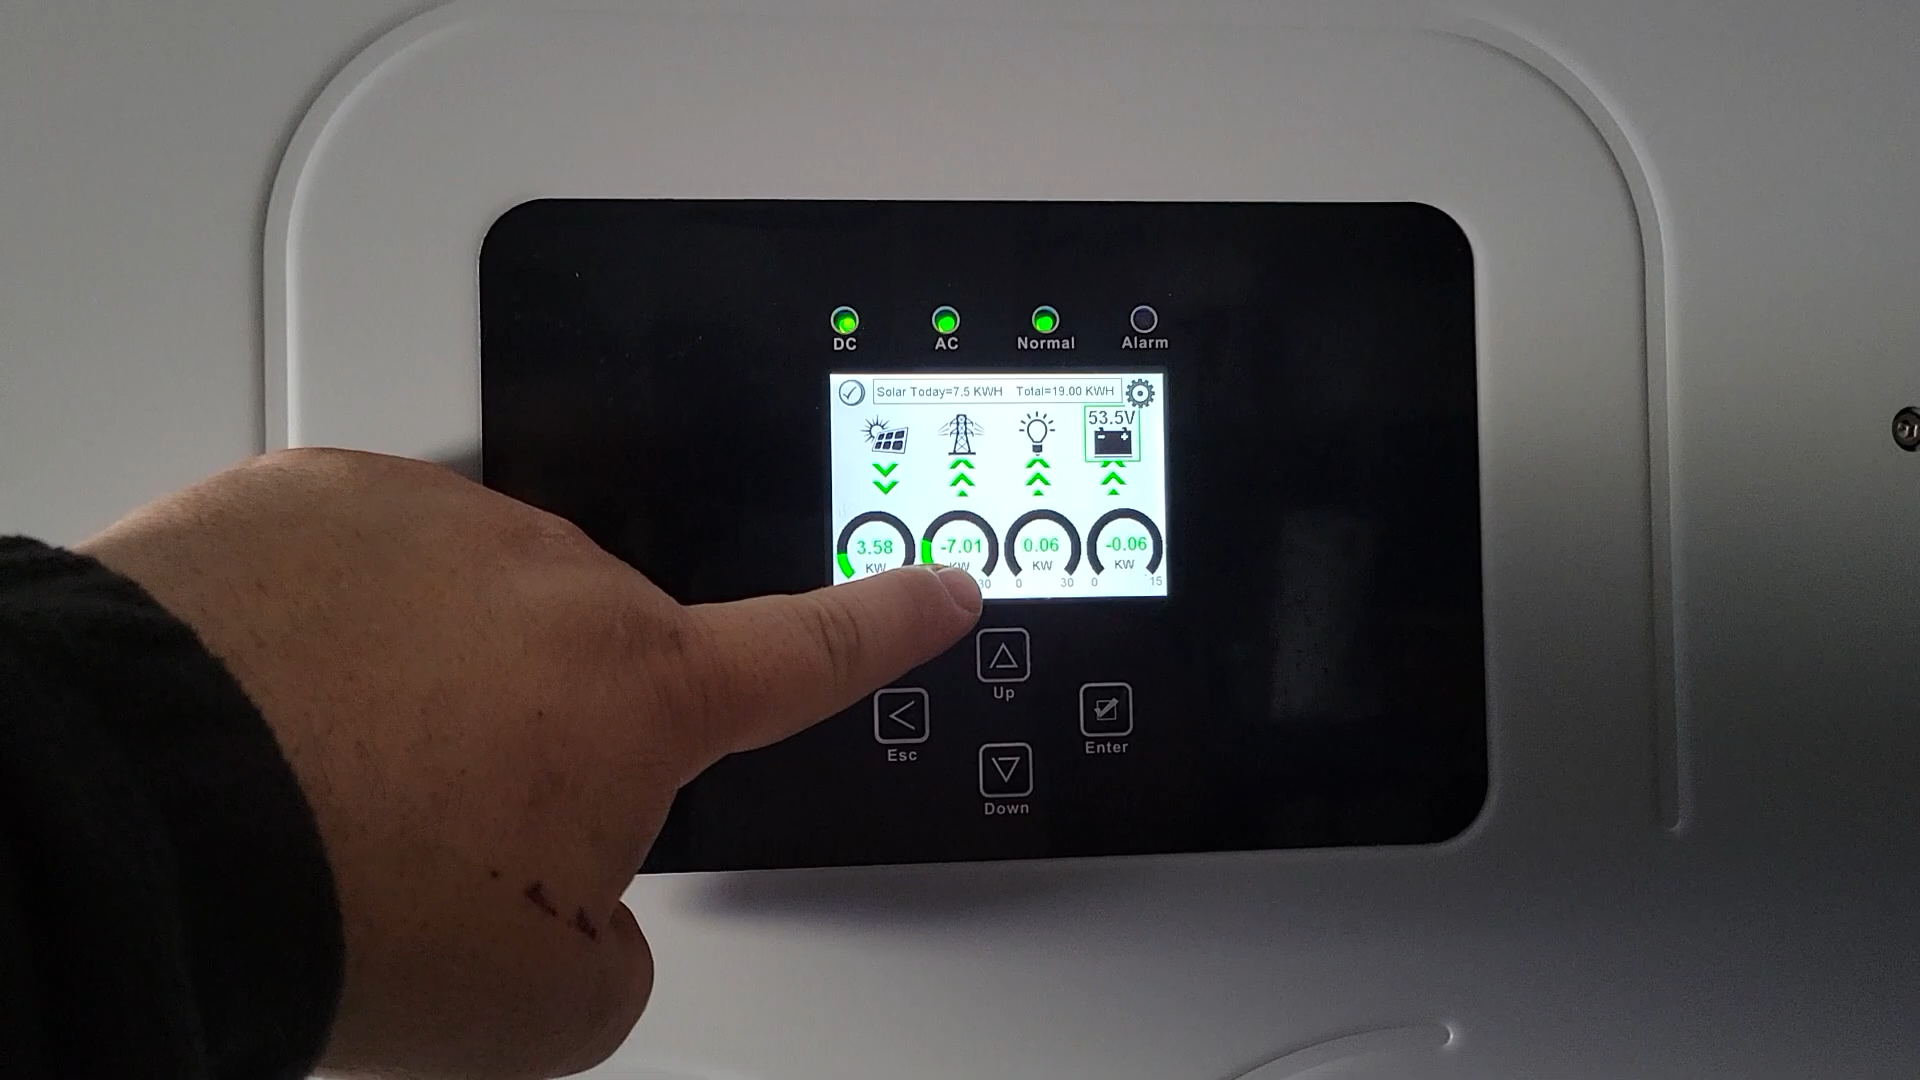 DC AC Normal Alarm
Solar Today=7.5 KWH Total=19.00 KWH
53.5V
3.58 -7.01 0.06 -0.06
KW KW KW KW
30 0 30 0 15
Up
Esc Enter
Down